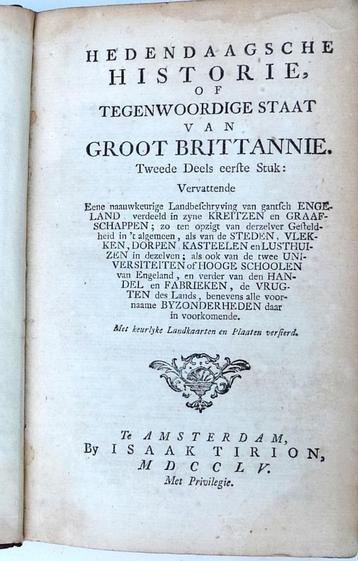 HEDENDAAGSCHE
HISTORIE,
OF
TEGENWOORDIGE STAAT
VAN
GROOT BRITTANNIE.
Tweede Deels eerste Stuk:
Vervattende
Eene naauwkeurige Landbeschryving van gantsch ENGE-
LAND verdeeld in zyne KREITZEN en GRAAF-
SCHAPPEN; zo ten opzigt van derzelver Gesteld-
heid in 't algemeen, als van de STEDEN, VLEK-
KEN, DORPEN KASTEELEN en LUSTHUI-
ZEN in dezelven; als ook van de twee UNI-
VERSITEITEN of HOOGE SCHOOLEN
van Engeland, en verder van den HAN-
DEL en FABRIEKEN, de VRUG-
TEN des Lands, benevens alle voor-
naame BYZONDERHEDEN daar
in voorkomende.
Met keurlyke Landkaarten en Plaaten versierd.
Te AMSTERDAM,
By ISAAK TIRION,
MDCCLV.
Met Privilegie.